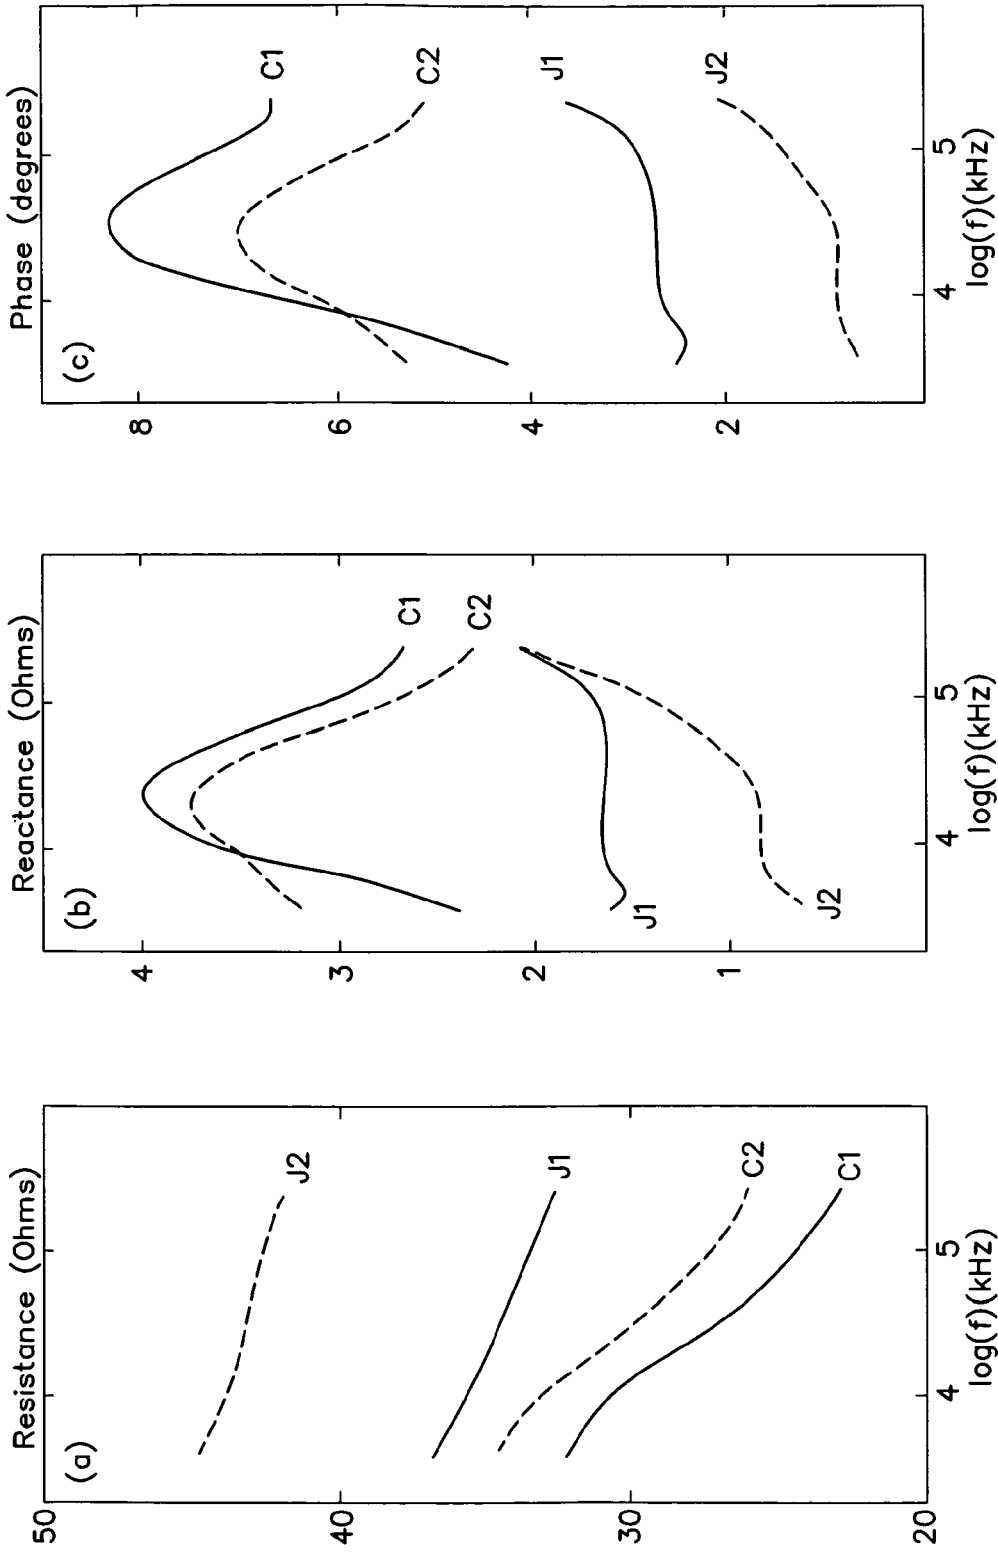 (a)
Resistance (Ohms)
50
40
30
20
J2
J1
C2
C1
4
5
log(f)(kHz)
(b)
Reactance (Ohms)
4
3
2
1
C1
C2
J1
J2
4
5
log(f)(kHz)
(c)
Phase (degrees)
8
6
4
2
C1
C2
J1
J2
4
5
log(f)(kHz)